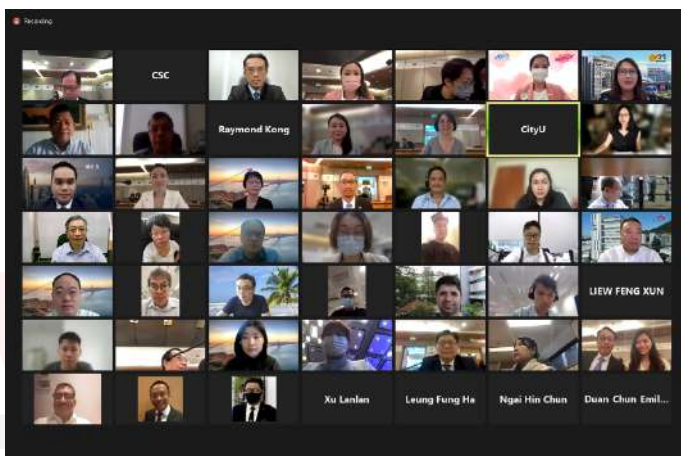 Recording
CSC
Raymond Kong
CityU
LIEW FENG XUN
Xu Lanlan
Leung Fung Ha
Ngai Hin Chun
Duan Chun Emil...